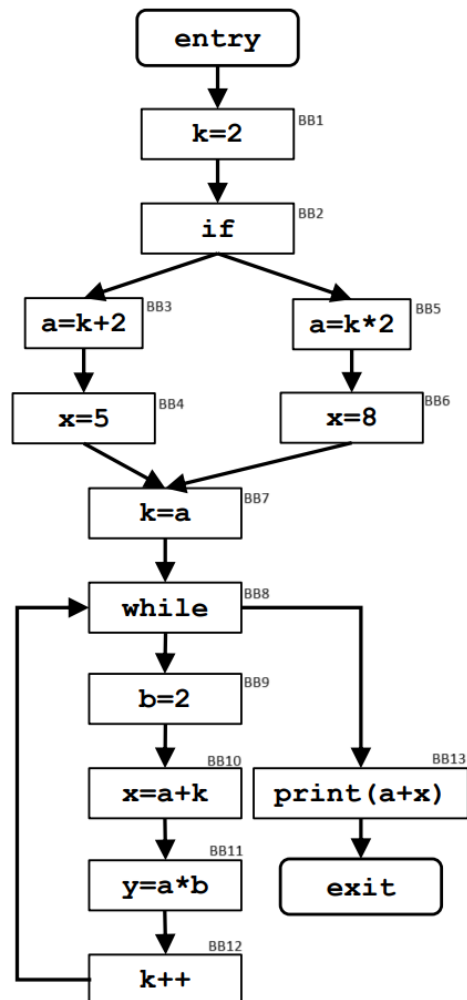 entry
k=2 BB1
if BB2
a=k+2 BB3
a=k*2 BB5
x=5 BB4
x=8 BB6
k=a BB7
while BB8
b=2 BB9
x=a+k BB10
print(a+x) BB13
y=a*b BB11
exit
k++ BB12